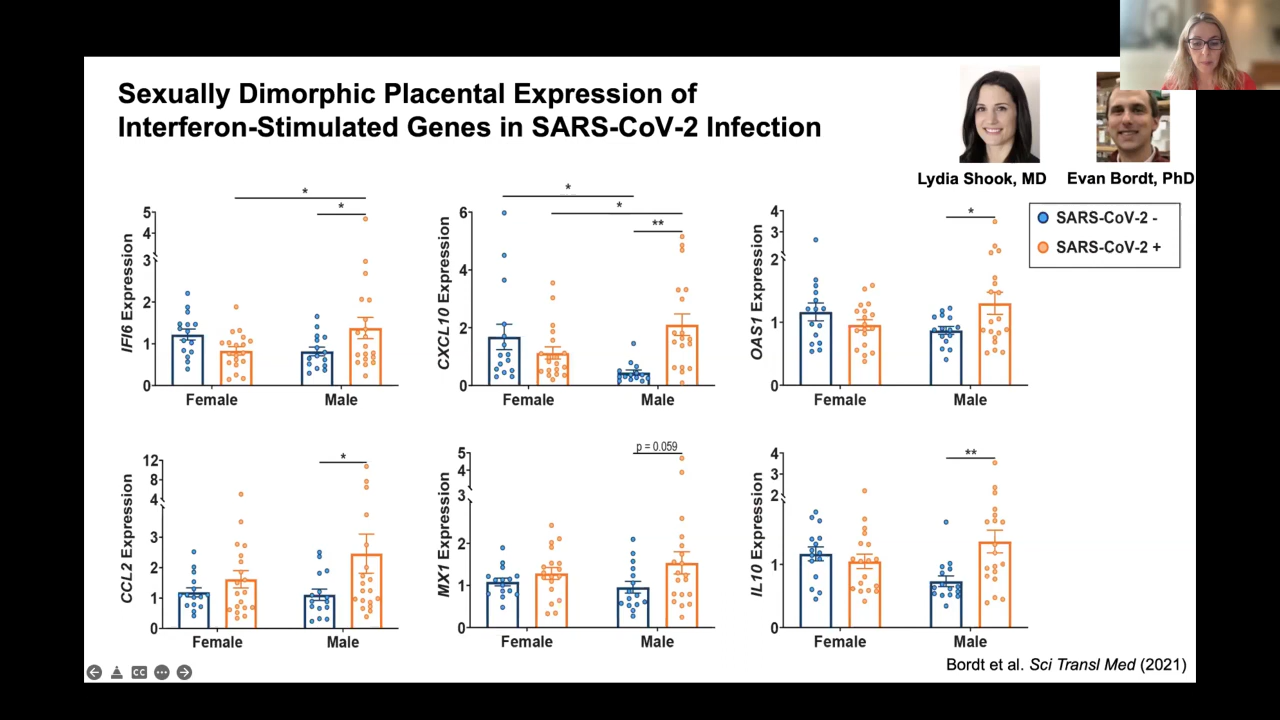 Sexually Dimorphic Placental Expression of
Interferon-Stimulated Genes in SARS-CoV-2 Infection
Lydia Shook, MD
Evan Bordt, PhD
SARS-CoV-2 -
SARS-CoV-2 +
IFI6 Expression
5
4
3
2
1
0
*
*
Female
Male
CXCL10 Expression
6
4
2
0
*
*
**
Female
Male
OAS1 Expression
4
3
2
1
0
*
Female
Male
CCL2 Expression
12
8
4
3
2
1
0
*
Female
Male
MX1 Expression
5
4
3
2
1
0
p = 0.059
Female
Male
IL10 Expression
4
3
2
1
0
**
Female
Male
CC
Bordt et al. Sci Transl Med (2021)